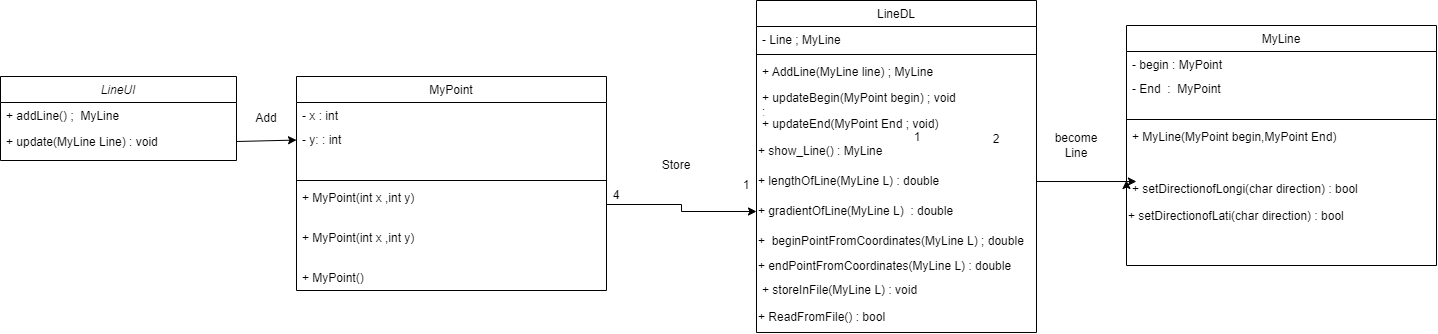 LineUI
+ addLine() ; MyLine
+ update(MyLine Line) : void
Add
MyPoint
- x : int
- y: : int
+ MyPoint(int x ,int y)
+ MyPoint(int x ,int y)
+ MyPoint()
Store
4
1
LineDL
- Line ; MyLine
+ AddLine(MyLine line) ; MyLine
+ updateBegin(MyPoint begin) ; void
:
+ updateEnd(MyPoint End ; void)
1
2
+ show_Line() : MyLine
+ lengthOfLine(MyLine L) : double
+ gradientOfLine(MyLine L) : double
+ beginPointFromCoordinates(MyLine L) ; double
+ endPointFromCoordinates(MyLine L) : double
+ storeInFile(MyLine L) : void
+ ReadFromFile() : bool
become
Line
MyLine
- begin : MyPoint
- End : MyPoint
+ MyLine(MyPoint begin,MyPoint End)
+ setDirectionofLongi(char direction) : bool
+ setDirectionofLati(char direction) : bool